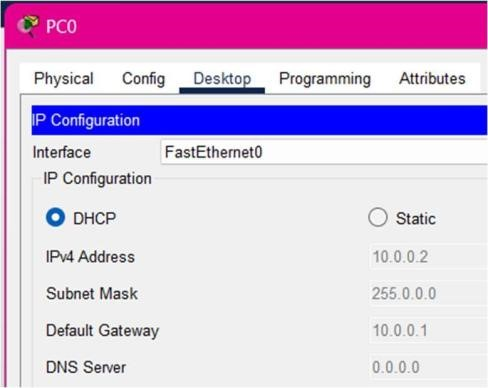 PC0
Physical Config Desktop Programming Attributes
IP Configuration
Interface FastEthernet0
IP Configuration
DHCP Static
IPv4 Address 10.0.0.2
Subnet Mask 255.0.0.0
Default Gateway 10.0.0.1
DNS Server 0.0.0.0